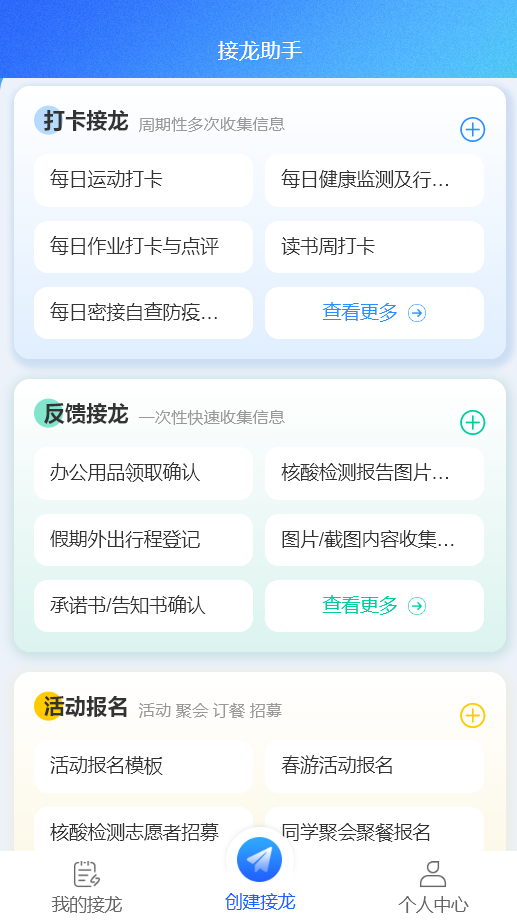 接龙助手
打卡接龙 周期性多次收集信息
每日运动打卡 每日健康监测及行...
每日作业打卡与点评 读书周打卡
每日密接自查防疫... 查看更多
反馈接龙 一次性快速收集信息
办公用品领取确认 核酸检测报告图片...
假期外出行程登记 图片/截图内容收集...
承诺书/告知书确认 查看更多
活动报名 活动 聚会 订餐 招募
活动报名模板 春游活动报名
核酸检测志愿者招募 同学聚会聚餐报名
我的接龙 创建接龙 个人中心